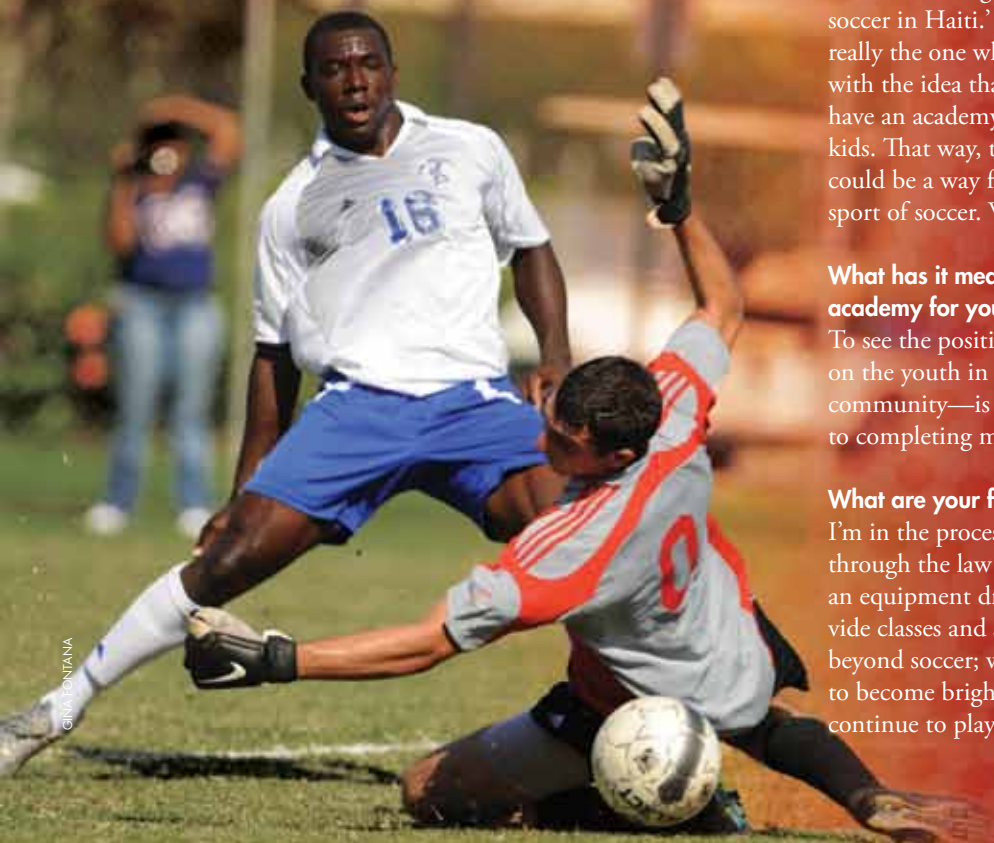 soccer in Haiti.’
really the one wh
with the idea tha
have an academy
kids. That way, t
could be a way f
sport of soccer. V
What has it mea
academy for you
To see the positi
on the youth in
community—is
to completing m
What are your f
I’m in the proces
through the law
an equipment dr
vide classes and
beyond soccer; w
to become brigh
continue to play
16
0
GINA FONTANA